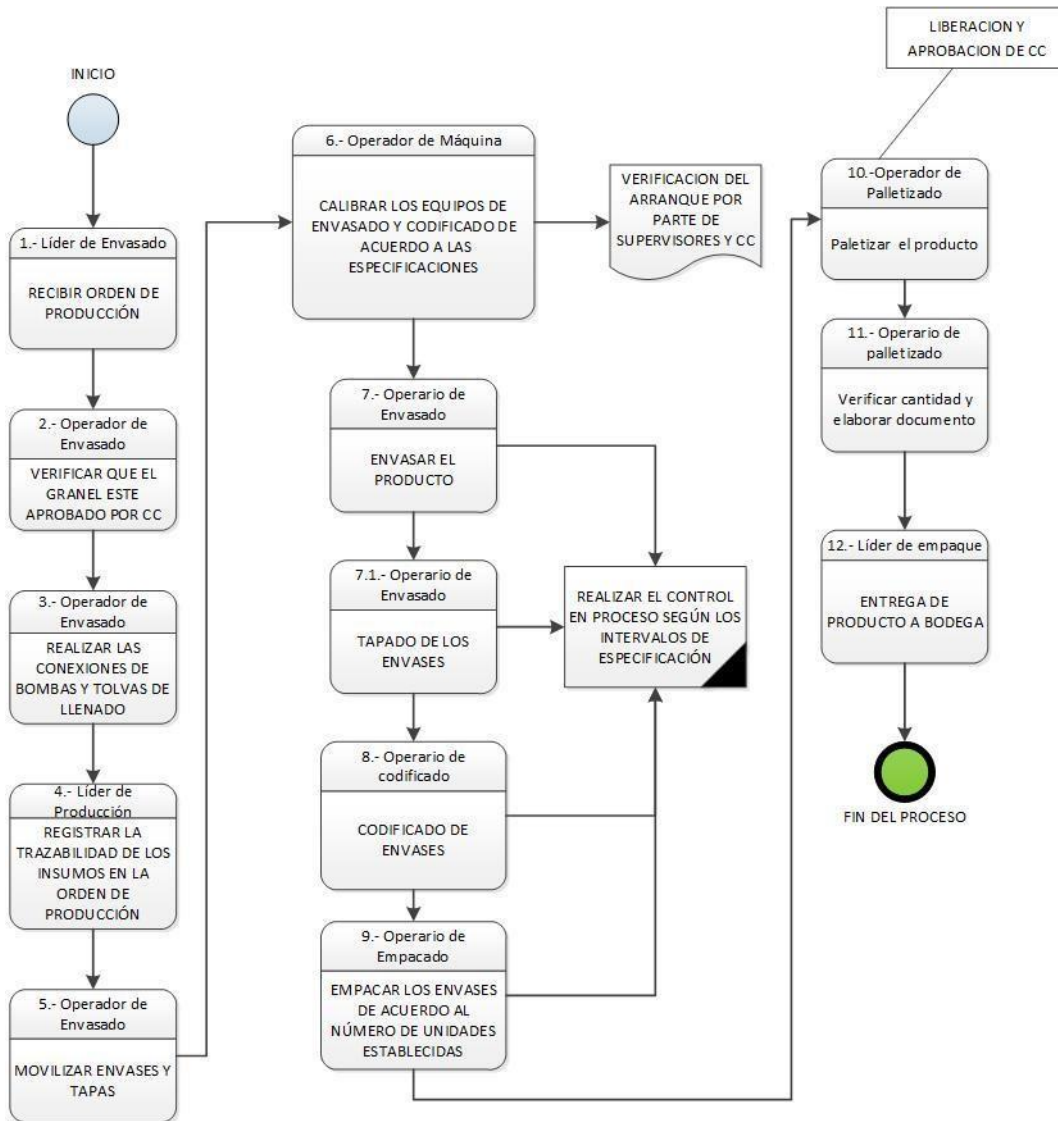 INICIO
1.- Líder de Envasado
RECIBIR ORDEN DE
PRODUCCIÓN
2.- Operador de
Envasado
VERIFICAR QUE EL
GRANEL ESTE
APROBADO POR CC
3.- Operador de
Envasado
REALIZAR LAS
CONEXIONES DE
BOMBAS Y TOLVAS DE
LLENADO
4.- Líder de
Producción
REGISTRAR LA
TRAZABILIDAD DE LOS
INSUMOS EN LA
ORDEN DE
PRODUCCIÓN
5.- Operador de
Envasado
MOVILIZAR ENVASES Y
TAPAS
6.- Operador de Máquina
CALIBRAR LOS EQUIPOS DE
ENVASADO Y CODIFICADO DE
ACUERDO A LAS
ESPECIFICACIONES
VERIFICACION DEL
ARRANQUE POR
PARTE DE
SUPERVISORES Y CC
7.- Operario de
Envasado
ENVASAR EL
PRODUCTO
7.1.- Operario de
Envasado
TAPADO DE LOS
ENVASES
REALIZAR EL CONTROL
EN PROCESO SEGÚN LOS
INTERVALOS DE
ESPECIFICACIÓN
8.- Operario de
codificado
CODIFICADO DE
ENVASES
9.- Operario de
Empacado
EMPACAR LOS ENVASES
DE ACUERDO AL
NÚMERO DE UNIDADES
ESTABLECIDAS
LIBERACION Y
APROBACION DE CC
10.-Operador de
Palletizado
Paletizar el producto
11.- Operario de
palletizado
Verificar cantidad y
elaborar documento
12.- Líder de empaque
ENTREGA DE
PRODUCTO A BODEGA
FIN DEL PROCESO